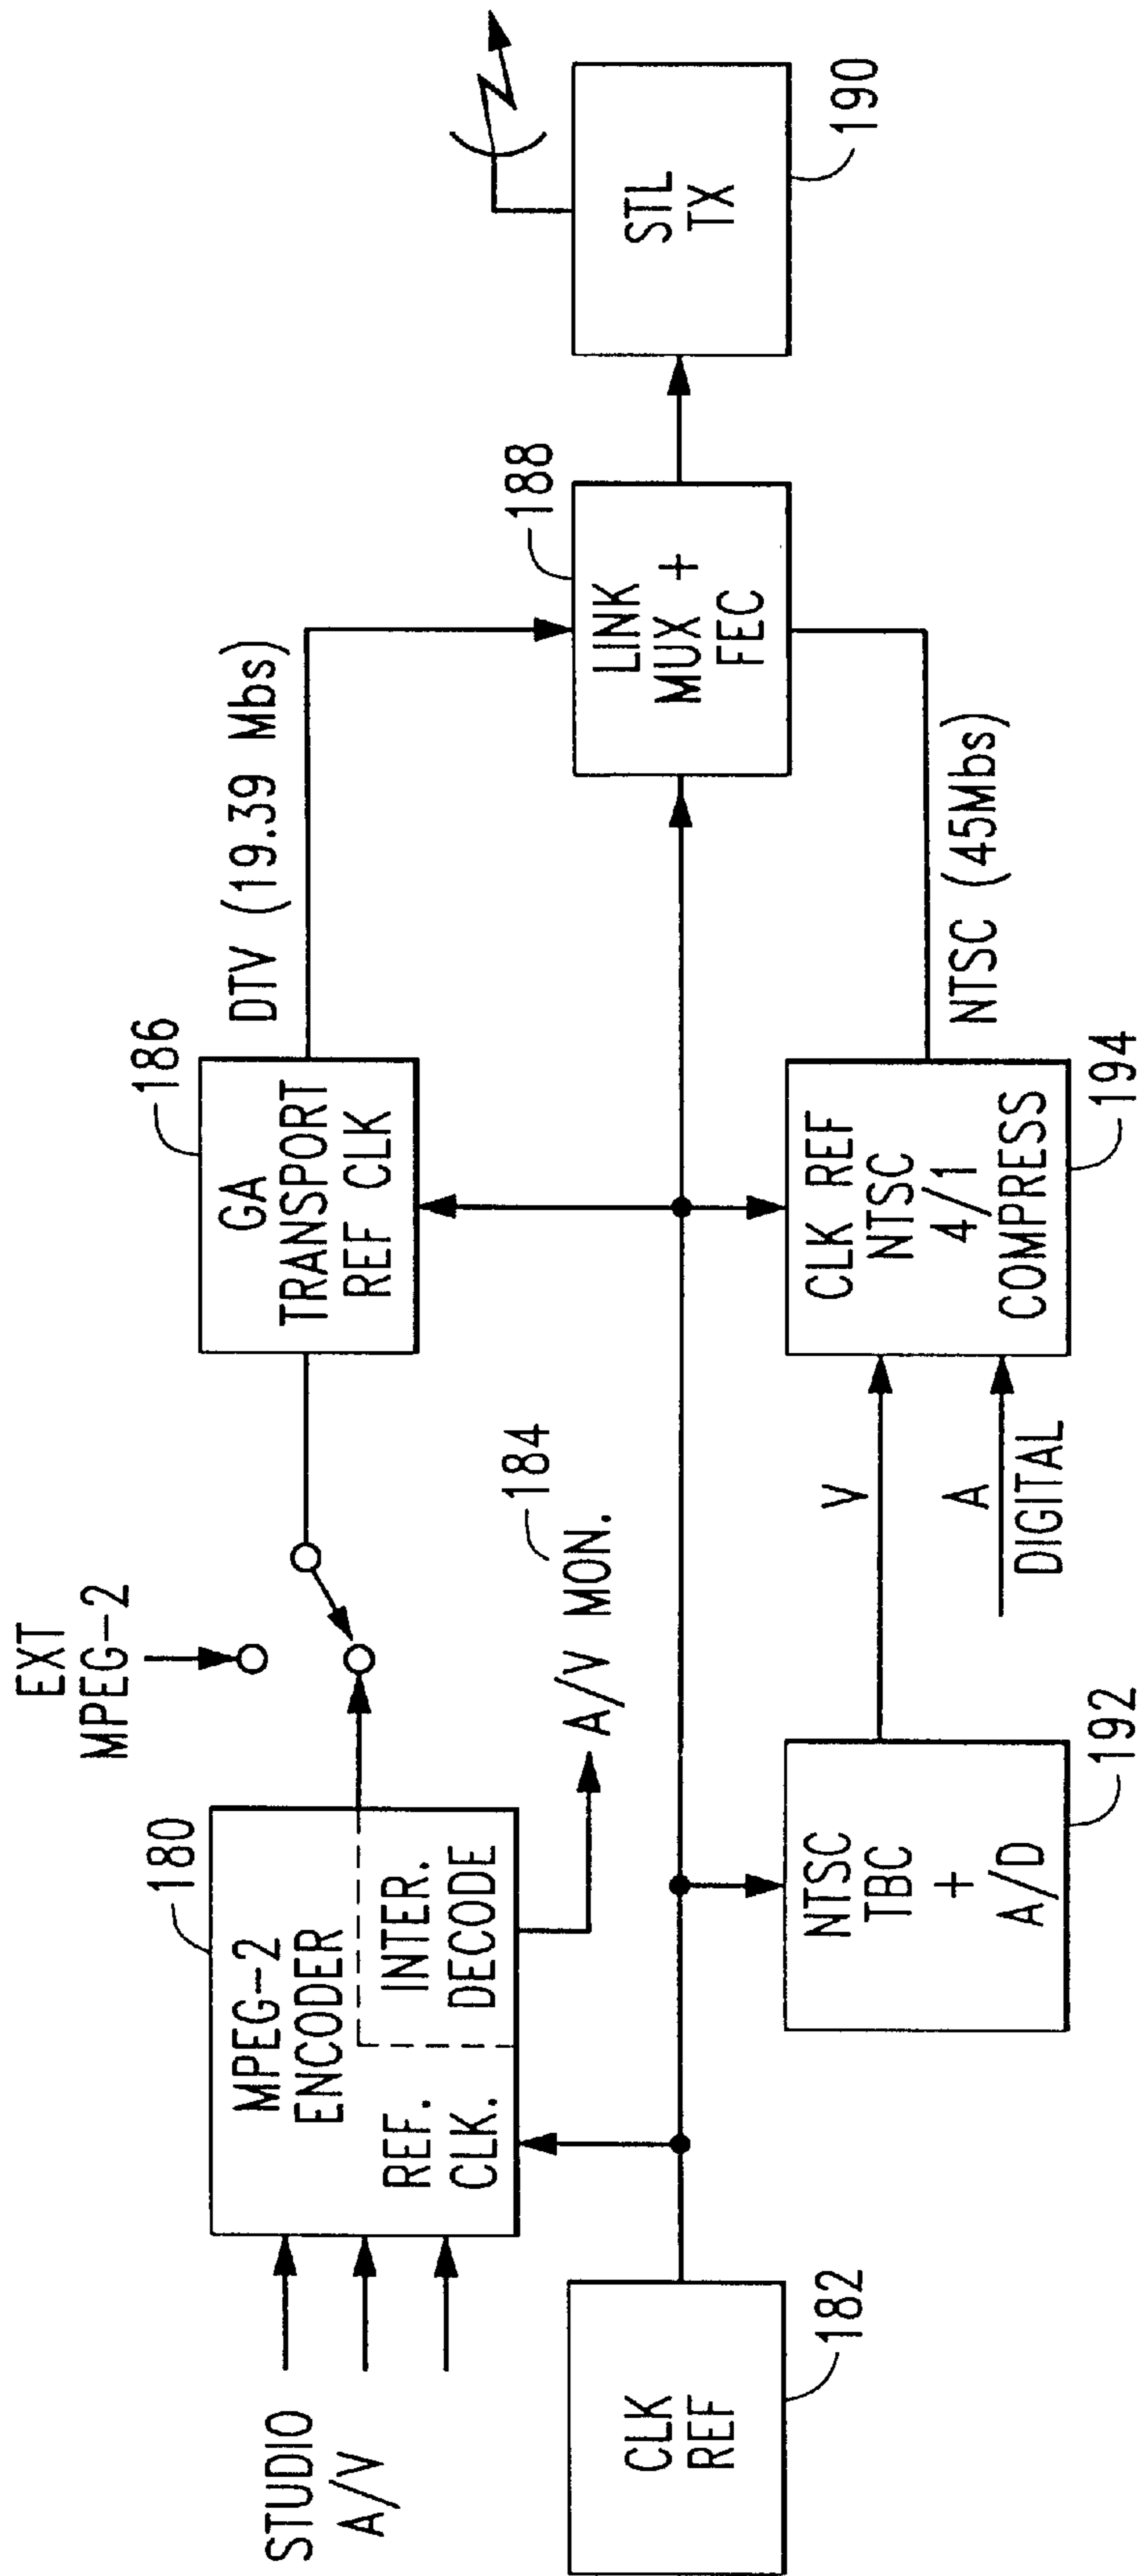 STUDIO
A/V
180
MPEG-2
ENCODER
REF.
CLK.
INTER.
DECODE
EXT
MPEG-2
184
A/V MON.
186
GA
TRANSPORT
REF CLK
DTV (19.39 Mbs)
CLK
REF
182
188
LINK
MUX +
FEC
STL
TX
190
NTSC
TBC
+
A/D
192
V
A
DIGITAL
CLK REF
NTSC
4/1
COMPRESS
194
NTSC (45Mbs)